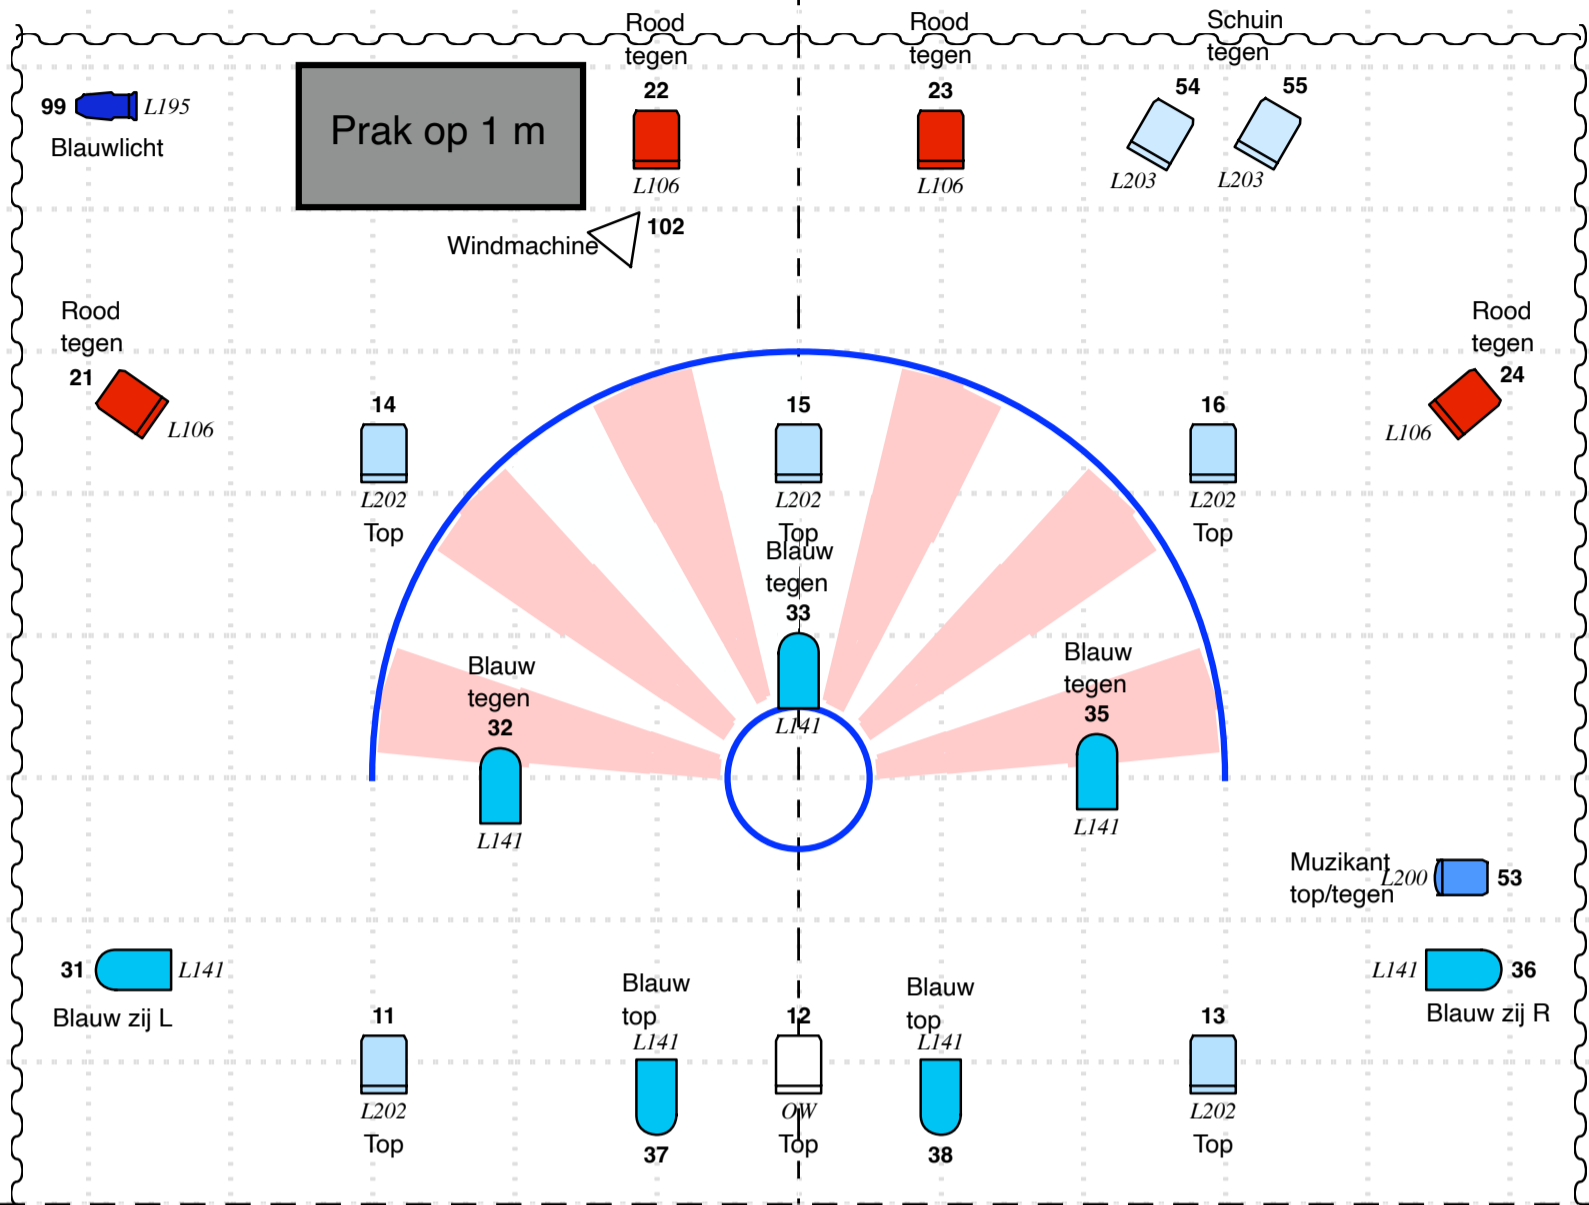 Rood
tegen
22
L106
Rood
tegen
23
L106
Schuin
tegen
54
55
L203
L203
99
L195
Blauwlicht
Prak op 1 m
Windmachine
102
Rood
tegen
21
L106
Rood
tegen
24
L106
14
L202
Top
15
L202
Top
16
L202
Top
Blauw
tegen
33
L141
Blauw
tegen
32
L141
Blauw
tegen
35
L141
Muzikant
top/tegen
L200
53
31
L141
Blauw zij L
L141
36
Blauw zij R
11
L202
Top
Blauw
top
L141
37
12
OW
Top
Blauw
top
L141
38
13
L202
Top